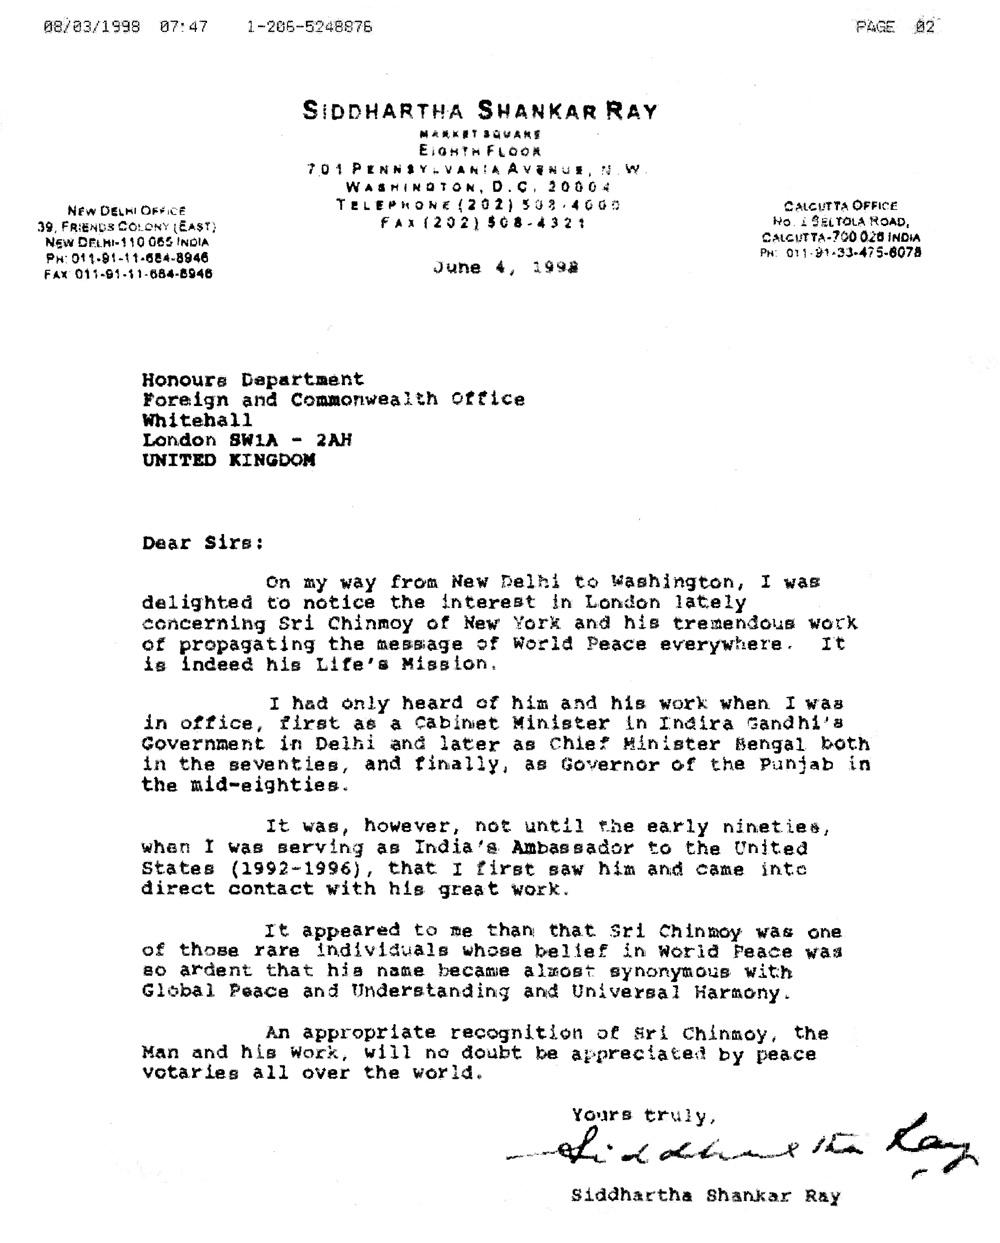 08/03/1998 07:47 1-206-5248876 PAGE 02
SIDDHARTHA SHANKAR RAY
MARKET SQUARE
EIGHTH FLOOR
701 PENNSYLVANIA AVENUE, N.W.
WASHINGTON, D.C. 20004
TELEPHONE (202) 508-4000
FAX (202) 508-4321
NEW DELHI OFFICE
39, FRIENDS COLONY (EAST)
NEW DELHI-110 065 INDIA
PH: 011-91-11-684-8946
FAX 011-91-11-684-8946
CALCUTTA OFFICE
NO. 2 BELTOLA ROAD,
CALCUTTA-700 026 INDIA
PH: 011-91-33-475-6078
June 4, 1998
Honours Department
Foreign and Commonwealth Office
Whitehall
London SW1A - 2AH
UNITED KINGDOM
Dear Sirs:
On my way from New Delhi to Washington, I was
delighted to notice the interest in London lately
concerning Sri Chinmoy of New York and his tremendous work
of propagating the message of World Peace everywhere. It
is indeed his Life's Mission.
I had only heard of him and his work when I was
in office, first as a Cabinet Minister in Indira Gandhi's
Government in Delhi and later as Chief Minister Bengal both
in the seventies, and finally, as Governor of the Punjab in
the mid-eighties.
It was, however, not until the early nineties,
when I was serving as India's Ambassador to the United
States (1992-1996), that I first saw him and came into
direct contact with his great work.
It appeared to me than that Sri Chinmoy was one
of those rare individuals whose belief in World Peace was
so ardent that his name became almost synonymous with
Global Peace and Understanding and Universal Harmony.
An appropriate recognition of Sri Chinmoy, the
Man and his Work, will no doubt be appreciated by peace
votaries all over the world.
Yours truly,
Siddhartha Ray
Siddhartha Shankar Ray